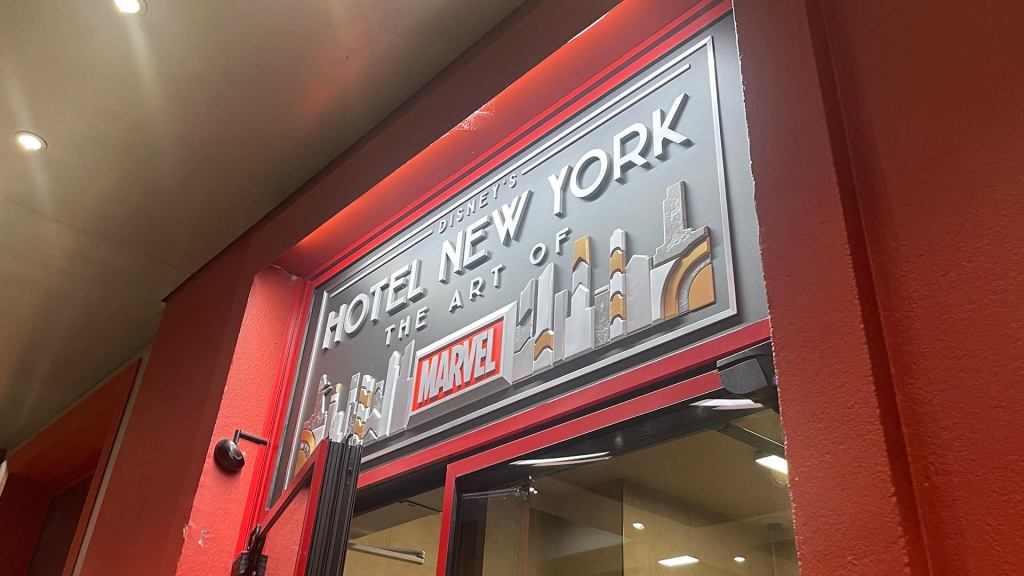 DISNEY'S
HOTEL NEW YORK
THE ART OF
MARVEL